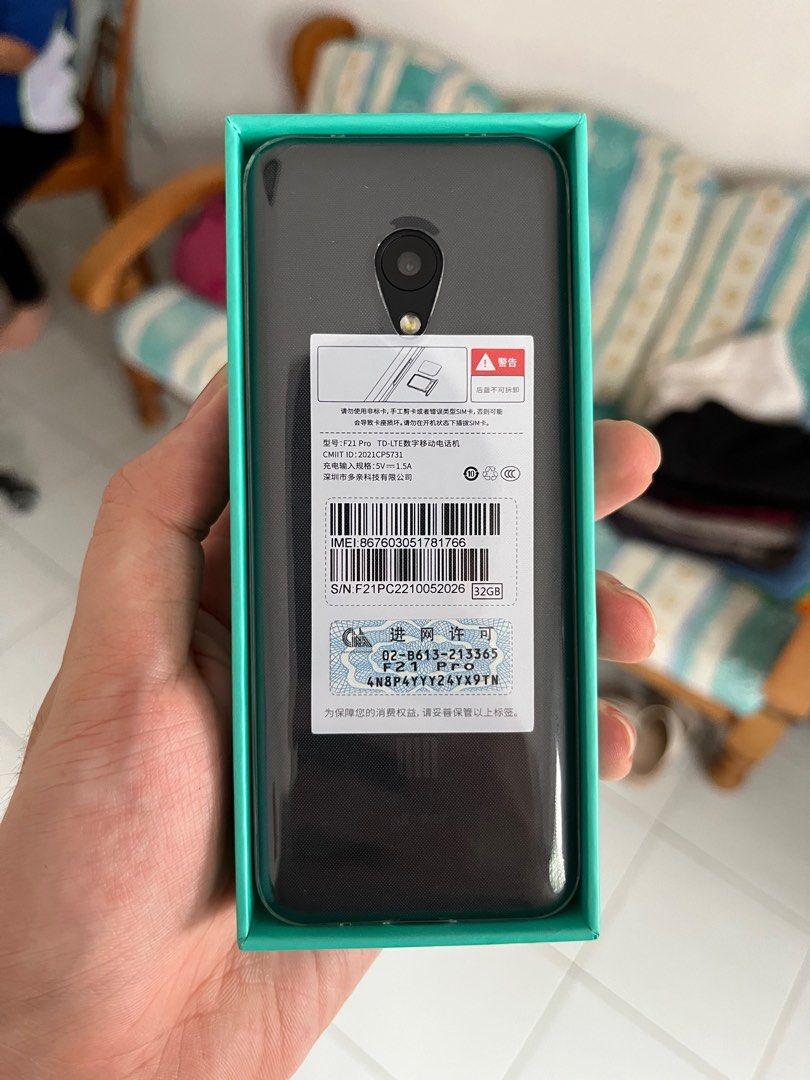 警告
后盖不可拆卸
请勿使用非标卡,手工剪卡或者错误类型SIM卡,否则可能
会导致卡座损坏。请勿在开机状态下插拔SIM卡。
型号:F21 Pro TD-LTE数字移动电话机
CMIIT ID:2021CP5731
充电输入规格:5V⎓1.5A
深圳市多亲科技有限公司
10
CCC
IMEI:867603051781766
S/N:F21PC2210052026 32GB
进网许可
02-B613-213365
F21 Pro
4N8P4YYY24YX9TN
为保障您的消费权益,请妥善保管以上标签。